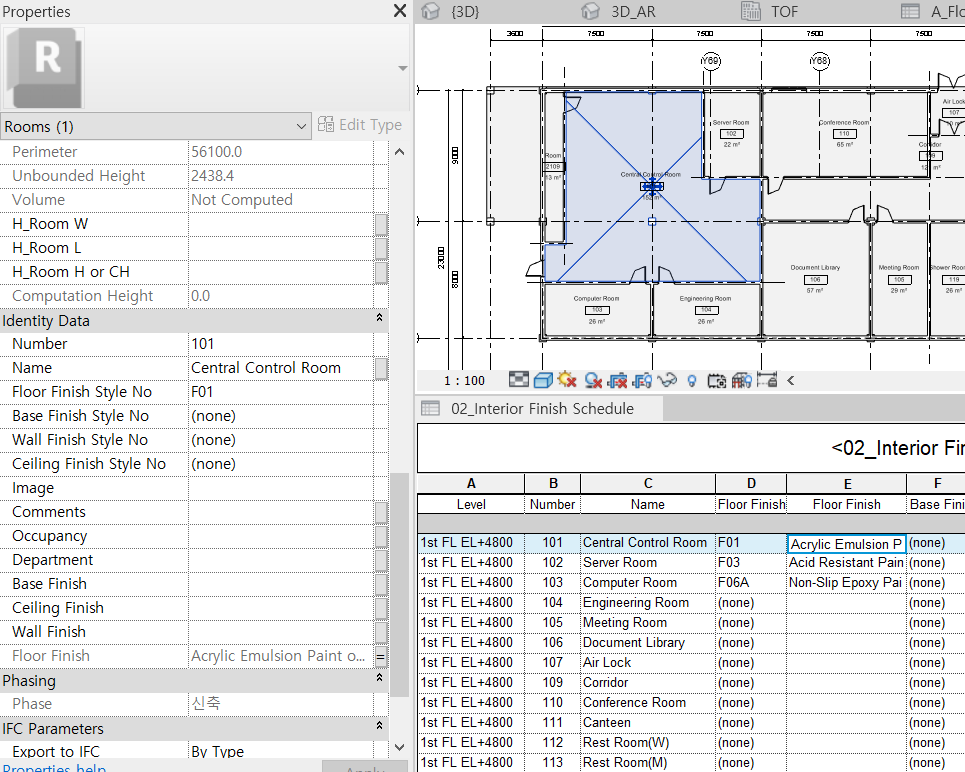 Properties
R
Rooms (1)
Edit Type
Perimeter 56100.0
Unbounded Height 2438.4
Volume Not Computed
H_Room W
H_Room L
H_Room H or CH
Computation Height 0.0
Identity Data
Number 101
Name Central Control Room
Floor Finish Style No F01
Base Finish Style No (none)
Wall Finish Style No (none)
Ceiling Finish Style No (none)
Image
Comments
Occupancy
Department
Base Finish
Ceiling Finish
Wall Finish
Floor Finish Acrylic Emulsion Paint o... =
Phasing
Phase 신축
IFC Parameters
Export to IFC By Type
Properties help
Apply
{3D} 3D_AR TOF A_Flo
3600 7500 7500 7500
Y69 Y68
9000
23000
8000
Room
2109
13 m²
Central Control Room
Server Room
102
22 m²
Conference Room
110
65 m²
Air Lock
107
Corridor
Computer Room
103
26 m²
Engineering Room
104
26 m²
Document Library
106
57 m²
Meeting Room
105
29 m²
Shower Room
119
26 m²
1 : 100
02_Interior Finish Schedule
<02_Interior Fin
A B C D E F
Level Number Name Floor Finish Floor Finish Base Fini
1st FL EL+4800 101 Central Control Room F01 Acrylic Emulsion P (none)
1st FL EL+4800 102 Server Room F03 Acid Resistant Pain (none)
1st FL EL+4800 103 Computer Room F06A Non-Slip Epoxy Pai (none)
1st FL EL+4800 104 Engineering Room (none) (none)
1st FL EL+4800 105 Meeting Room (none) (none)
1st FL EL+4800 106 Document Library (none) (none)
1st FL EL+4800 107 Air Lock (none) (none)
1st FL EL+4800 109 Corridor (none) (none)
1st FL EL+4800 110 Conference Room (none) (none)
1st FL EL+4800 111 Canteen (none) (none)
1st FL EL+4800 112 Rest Room(W) (none) (none)
1st FL EL+4800 113 Rest Room(M) (none) (none)